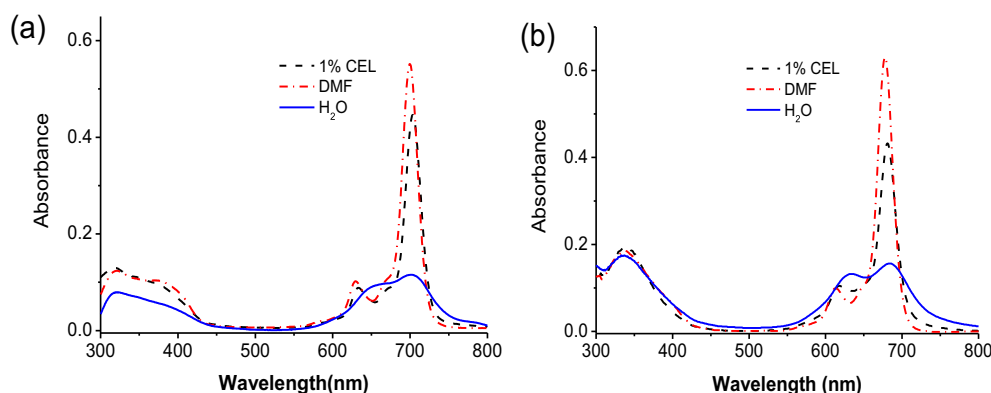 (a)
0.6
0.4
0.2
0.0
Absorbance
1% CEL
DMF
H₂O
300 400 500 600 700 800
Wavelength(nm)
(b)
0.6
0.4
0.2
0.0
Absorbance
1% CEL
DMF
H₂O
300 400 500 600 700 800
Wavelength (nm)